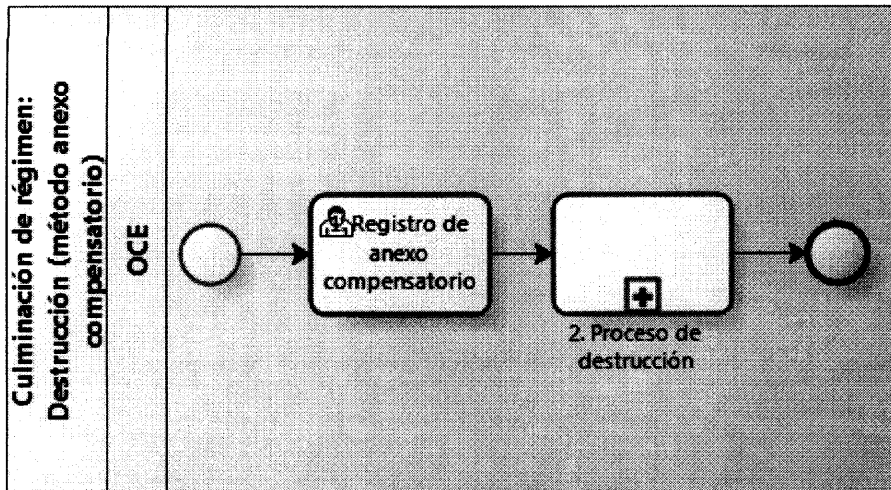 Culminación de régimen:
Destrucción (método anexo
compensatorio)
OCE
Registro de
anexo
compensatorio
2. Proceso de
destrucción